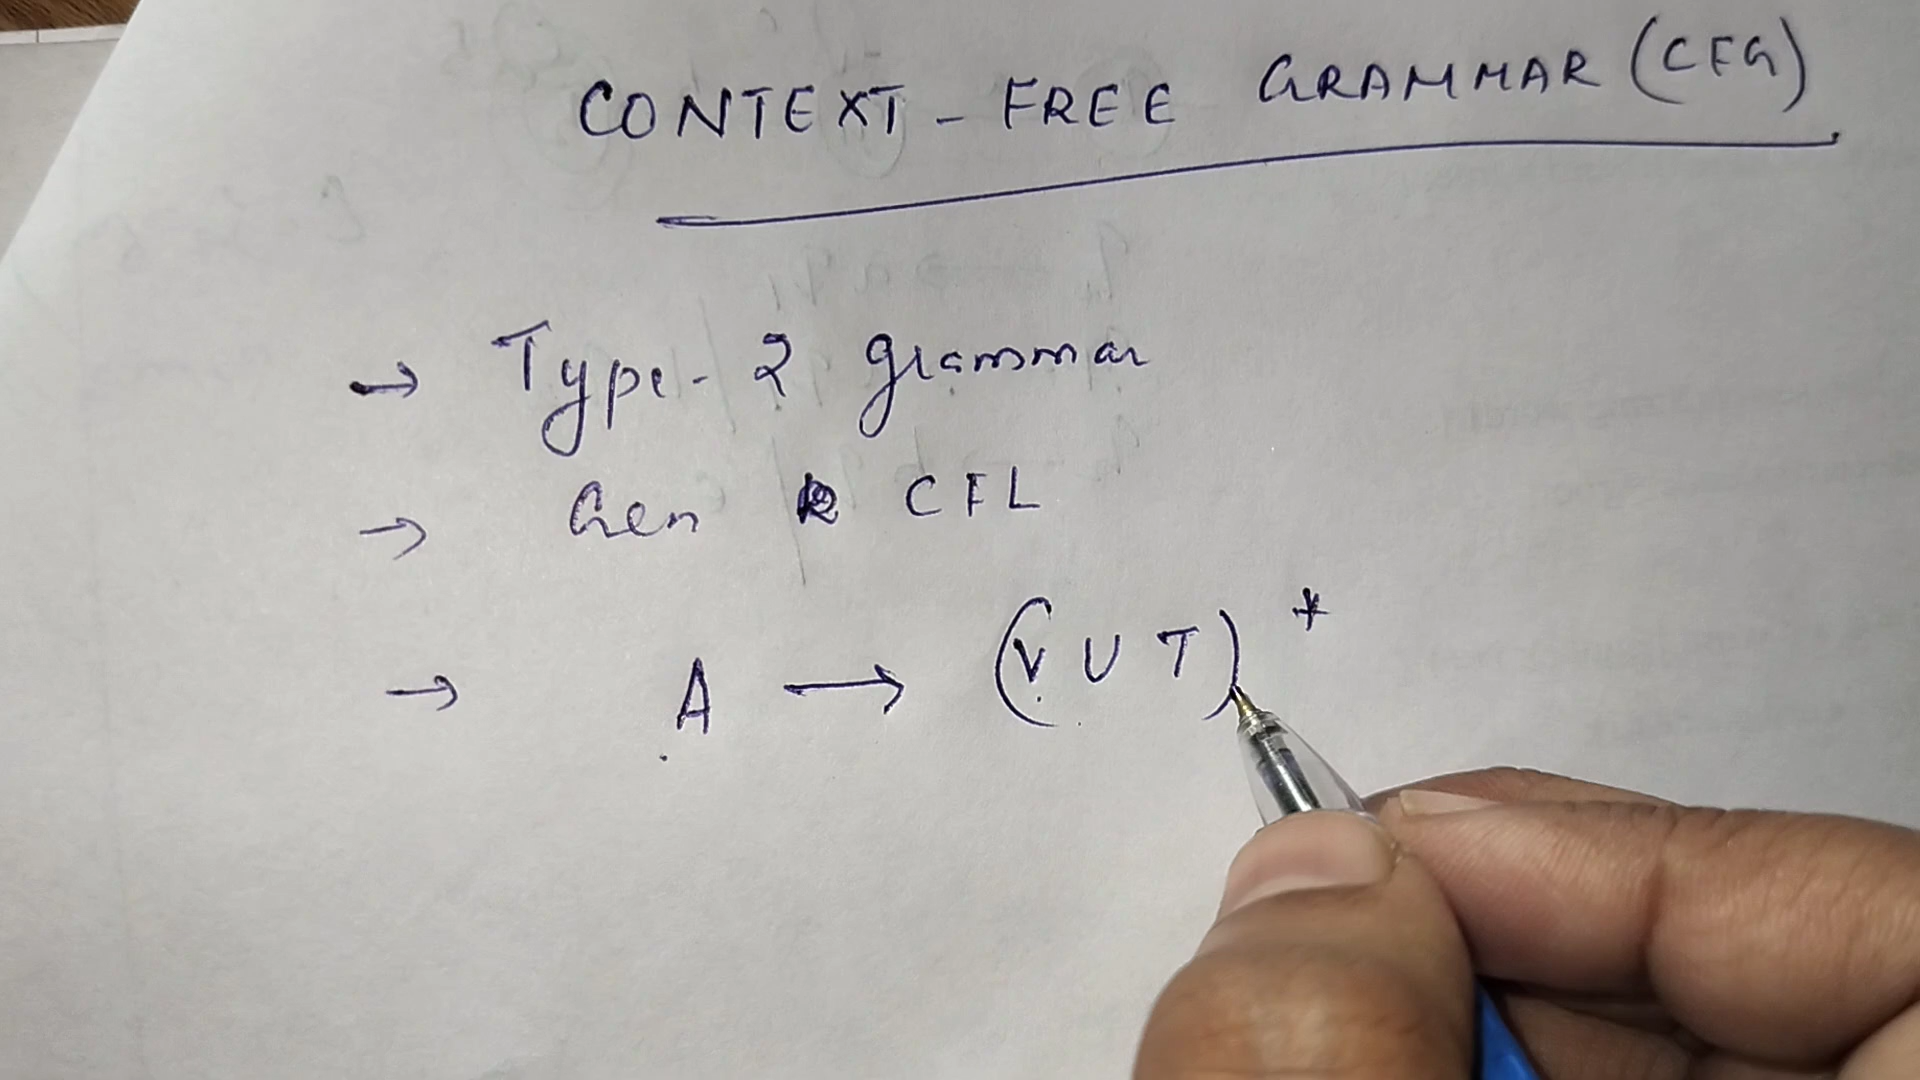 CONTEXT - FREE GRAMMAR (CFG)
→ Type - 2 grammar
→ Gen CFL
→ A → (V U T)*